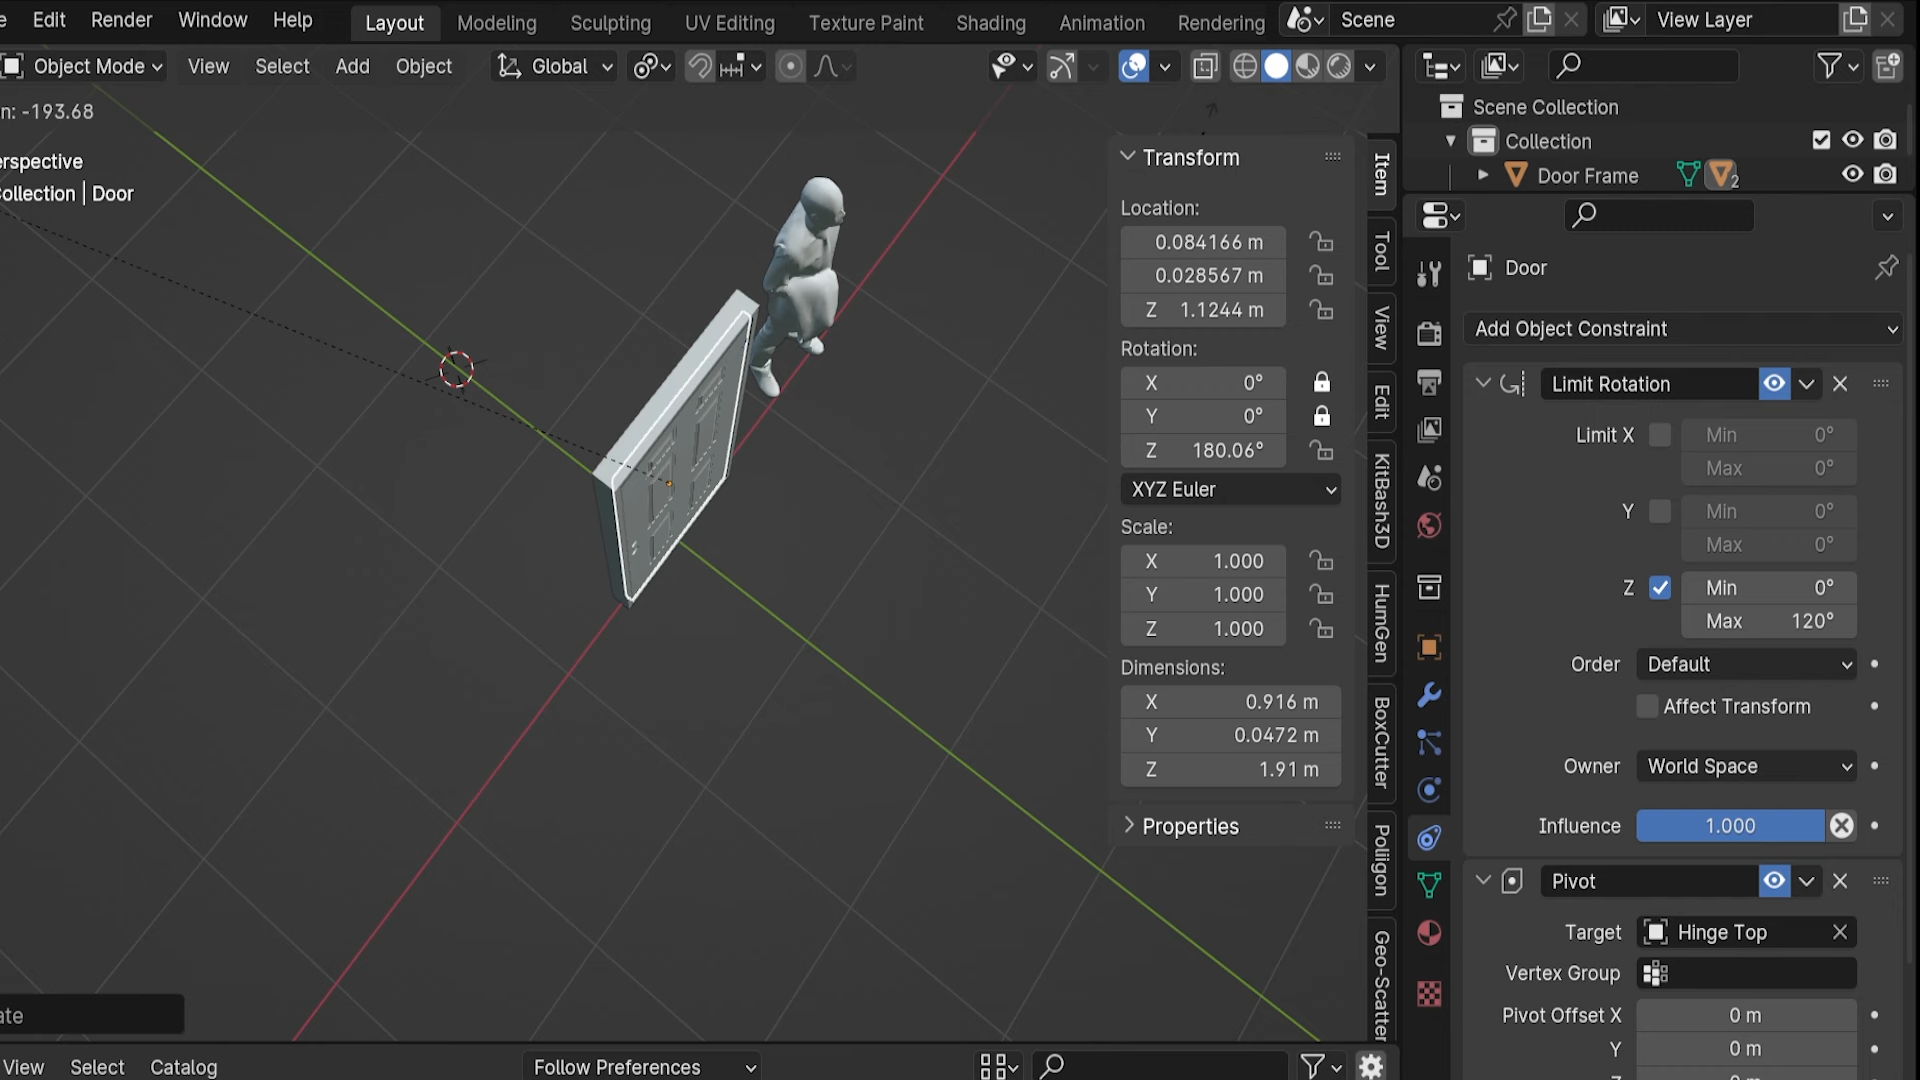 Edit Render Window Help Layout Modeling Sculpting UV Editing Texture Paint Shading Animation Rendering Scene View Layer
Object Mode View Select Add Object Global
n: -193.68
erspective
ollection | Door
Transform
Location:
0.084166 m
0.028567 m
Z 1.1244 m
Rotation:
X 0°
Y 0°
Z 180.06°
XYZ Euler
Scale:
X 1.000
Y 1.000
Z 1.000
Dimensions:
X 0.916 m
Y 0.0472 m
Z 1.91 m
Properties
Item
Tool
View
Edit
KitBash3D
HumGen
BoxCutter
Poliigon
Geo-Scatter
Scene Collection
Collection
Door Frame 2
Door
Add Object Constraint
Limit Rotation
Limit X Min 0°
Max 0°
Y Min 0°
Max 0°
Z Min 0°
Max 120°
Order Default
Affect Transform
Owner World Space
Influence 1.000
Pivot
Target Hinge Top
Vertex Group
Pivot Offset X 0 m
Y 0 m
Z 0 m
ate
View Select Catalog Follow Preferences